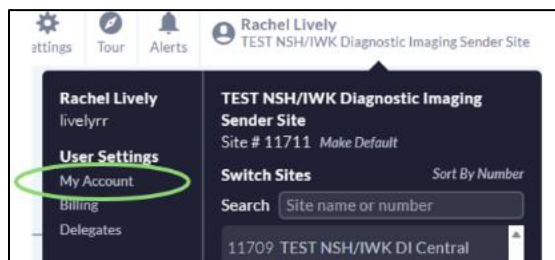 ettings Tour Alerts
Rachel Lively
TEST NSH/IWK Diagnostic Imaging Sender Site
Rachel Lively
livelyrr
User Settings
My Account
Billing
Delegates
TEST NSH/IWK Diagnostic Imaging
Sender Site
Site # 11711 Make Default
Switch Sites Sort By Number
Search Site name or number
11709 TEST NSH/IWK DI Central